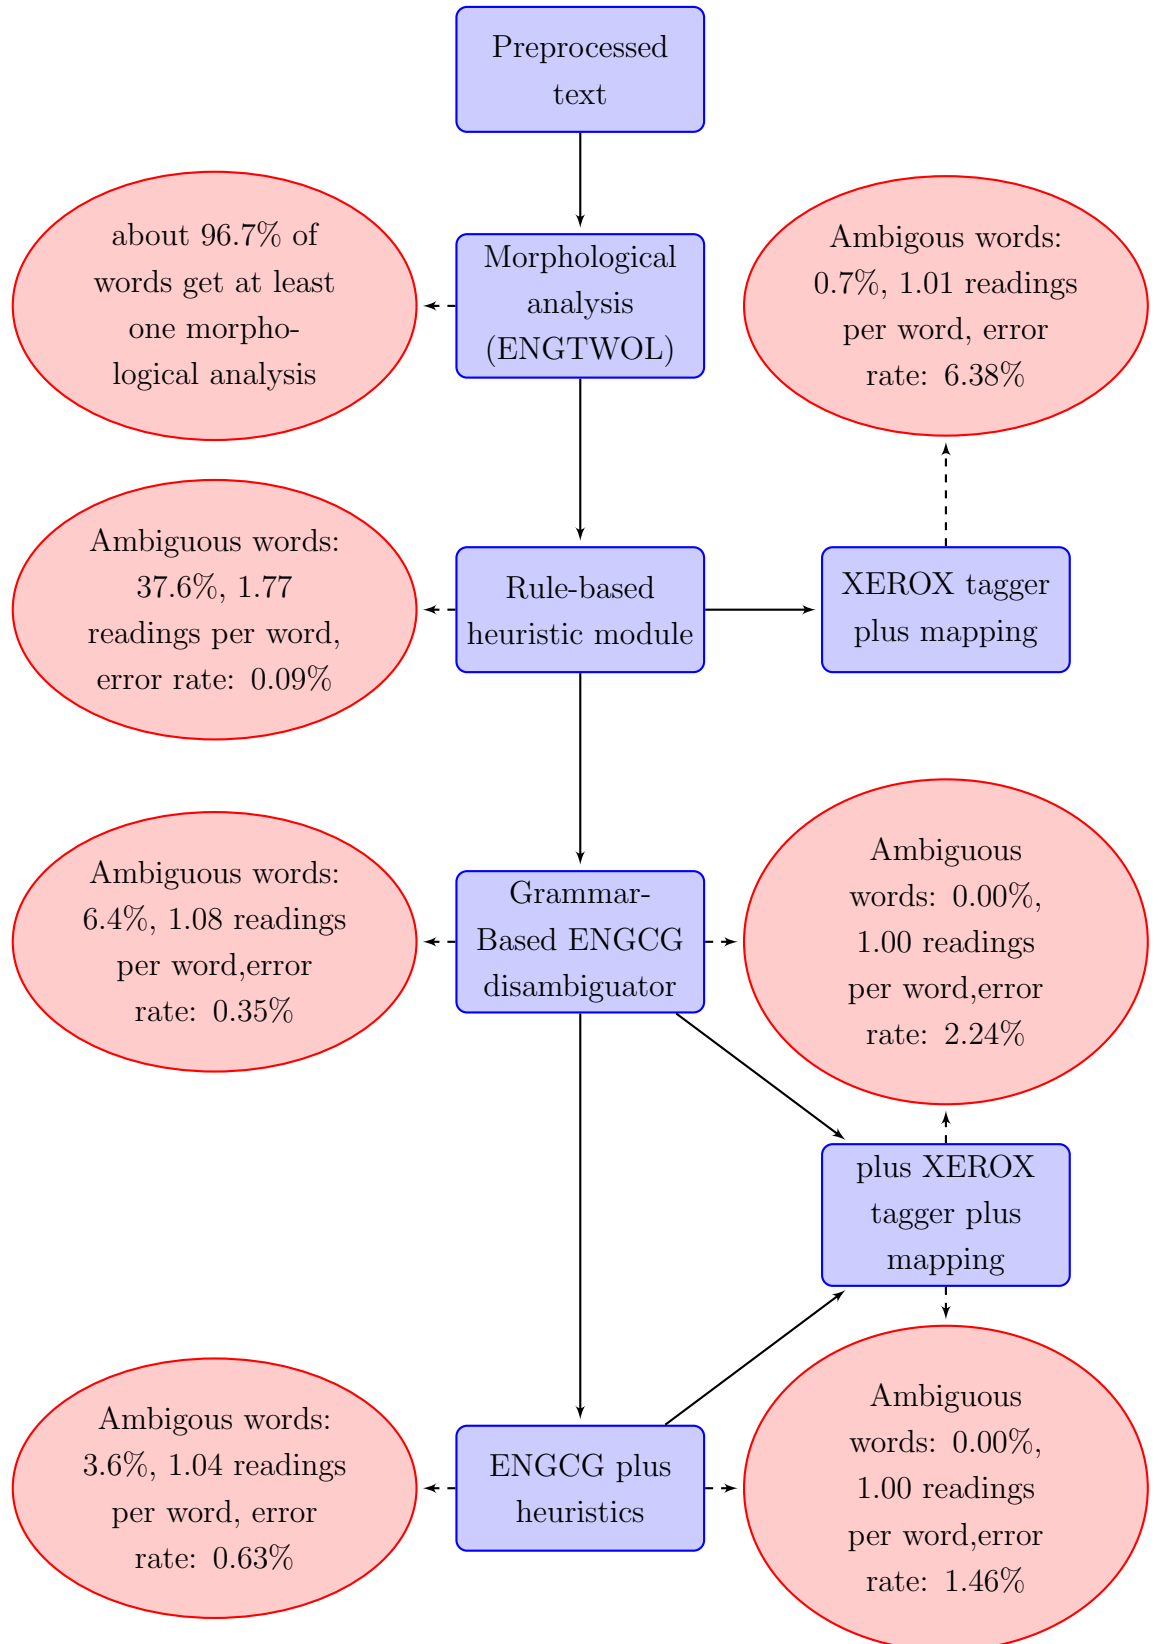 Preprocessed
text
about 96.7% of
words get at least
one morpho-
logical analysis
Morphological
analysis
(ENGTWOL)
Ambigous words:
0.7%, 1.01 readings
per word, error
rate: 6.38%
Ambiguous words:
37.6%, 1.77
readings per word,
error rate: 0.09%
Rule-based
heuristic module
XEROX tagger
plus mapping
Ambiguous words:
6.4%, 1.08 readings
per word,error
rate: 0.35%
Grammar-
Based ENGCG
disambiguator
Ambiguous
words: 0.00%,
1.00 readings
per word,error
rate: 2.24%
plus XEROX
tagger plus
mapping
Ambigous words:
3.6%, 1.04 readings
per word, error
rate: 0.63%
ENGCG plus
heuristics
Ambiguous
words: 0.00%,
1.00 readings
per word,error
rate: 1.46%